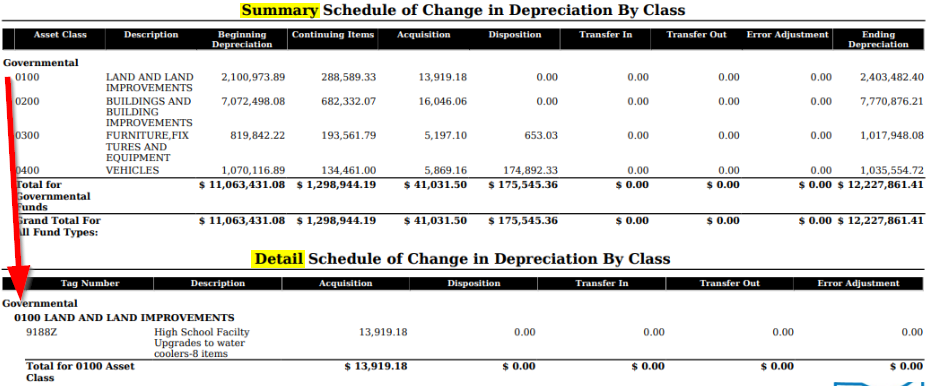 Summary Schedule of Change in Depreciation By Class
Asset Class Description Beginning Depreciation Continuing Items Acquisition Disposition Transfer In Transfer Out Error Adjustment Ending Depreciation
Governmental
0100 LAND AND LAND IMPROVEMENTS 2,100,973.89 288,589.33 13,919.18 0.00 0.00 0.00 0.00 2,403,482.40
0200 BUILDINGS AND BUILDING IMPROVEMENTS 7,072,498.08 682,332.07 16,046.06 0.00 0.00 0.00 0.00 7,770,876.21
0300 FURNITURE,FIXTURES AND EQUIPMENT 819,842.22 193,561.79 5,197.10 653.03 0.00 0.00 0.00 1,017,948.08
0400 VEHICLES 1,070,116.89 134,461.00 5,869.16 174,892.33 0.00 0.00 0.00 1,035,554.72
Total for Governmental Funds $ 11,063,431.08 $ 1,298,944.19 $ 41,031.50 $ 175,545.36 $ 0.00 $ 0.00 $ 0.00 $ 12,227,861.41
Grand Total For All Fund Types: $ 11,063,431.08 $ 1,298,944.19 $ 41,031.50 $ 175,545.36 $ 0.00 $ 0.00 $ 0.00 $ 12,227,861.41
Detail Schedule of Change in Depreciation By Class
Tag Number Description Acquisition Disposition Transfer In Transfer Out Error Adjustment
Governmental
0100 LAND AND LAND IMPROVEMENTS
9188Z High School Facilty Upgrades to water coolers-8 items 13,919.18 0.00 0.00 0.00 0.00
Total for 0100 Asset Class $ 13,919.18 $ 0.00 $ 0.00 $ 0.00 $ 0.00